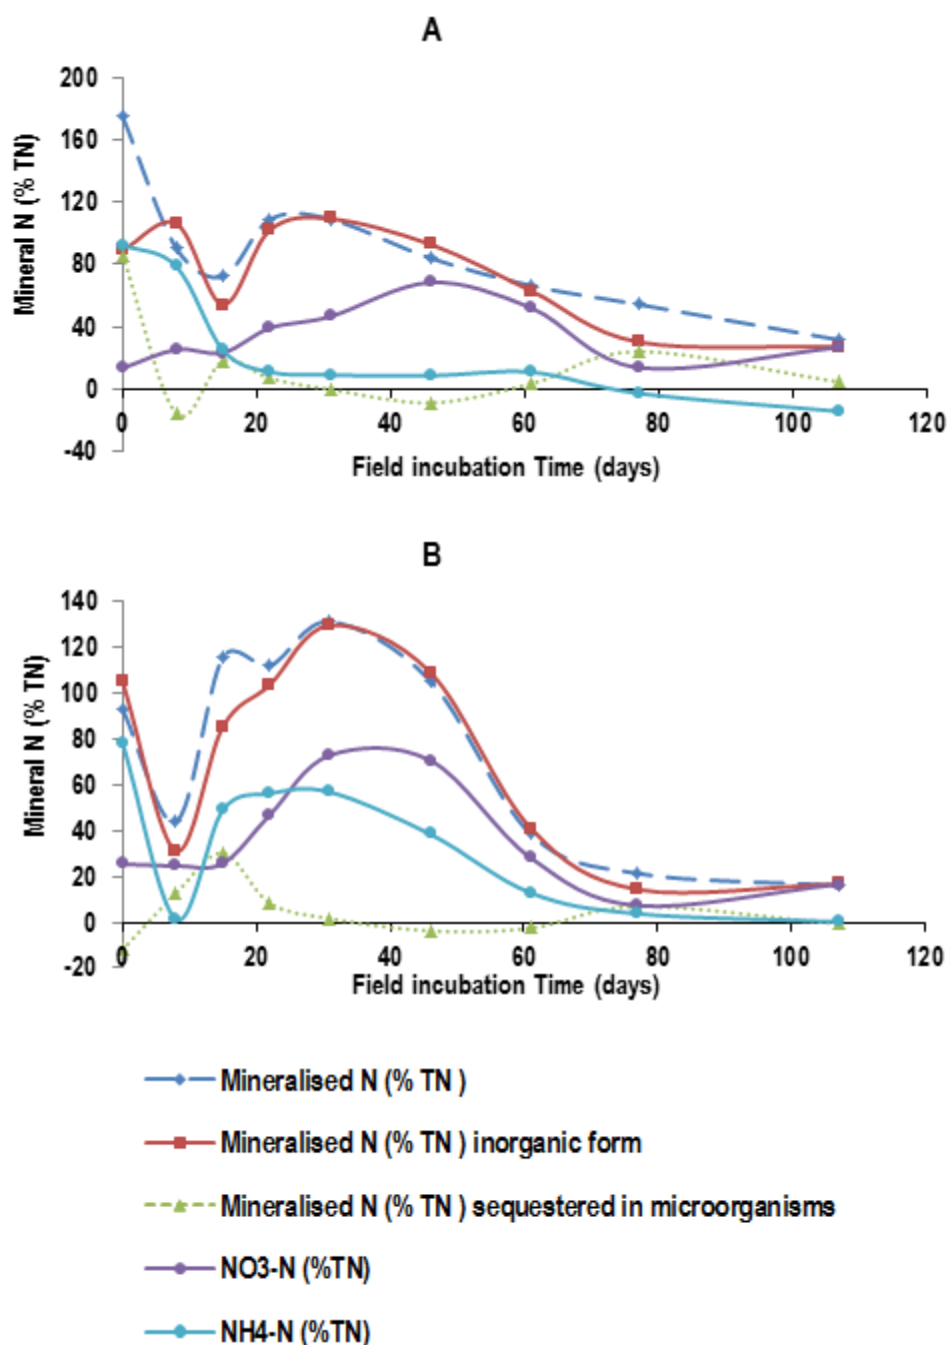 A
200
160
120
80
40
0
-40
Mineral N (% TN)
0 20 40 60 80 100 120
Field incubation Time (days)
B
140
120
100
80
60
40
20
0
-20
Mineral N (% TN)
0 20 40 60 80 100 120
Field incubation Time (days)
Mineralised N (% TN )
Mineralised N (% TN ) inorganic form
Mineralised N (% TN ) sequestered in microorganisms
NO3-N (%TN)
NH4-N (%TN)